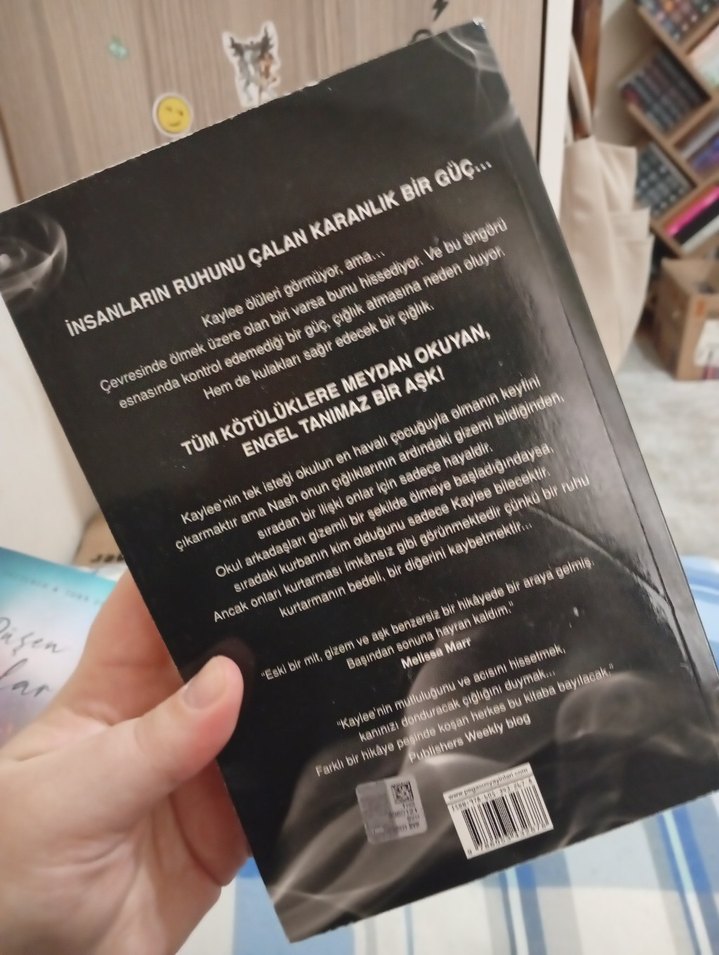 İNSANLARIN RUHUNU ÇALAN KARANLIK BİR GÜÇ...
Kaylee ölüleri görmüyor, ama...
Çevresinde ölmek üzere olan biri varsa bunu hissediyor. Ve bu öngörü
esnasında kontrol edemediği bir güç, çığlık atmasına neden oluyor.
Hem de kulakları sağır edecek bir çığlık.
TÜM KÖTÜLÜKLERE MEYDAN OKUYAN,
ENGEL TANIMAZ BİR AŞK!
Kaylee'nin tek isteği okulun en havalı çocuğuyla olmanın keyfini
çıkarmaktır ama Nash onun çığlıklarının ardındaki gizemi bildiğinden,
sıradan bir ilişki onlar için sadece hayaldir.
Okul arkadaşları gizemli bir şekilde ölmeye başladığındaysa,
sıradaki kurbanın kim olduğunu sadece Kaylee bilecektir.
Ancak onları kurtarması imkânsız gibi görünmektedir çünkü bir ruhu
kurtarmanın bedeli, bir diğerini kaybetmektir...
"Eski bir mit, gizem ve aşk benzersiz bir hikâyede bir araya gelmiş.
Başından sonuna hayran kaldım."
Melissa Marr
"Kaylee'nin mutluluğunu ve acısını hissetmek,
kanınızı donduracak çığlığını duymak...
Farklı bir hikâye peşinde koşan herkes bu kitaba bayılacak."
Publishers Weekly blog
www.pegasusyayinlari.com